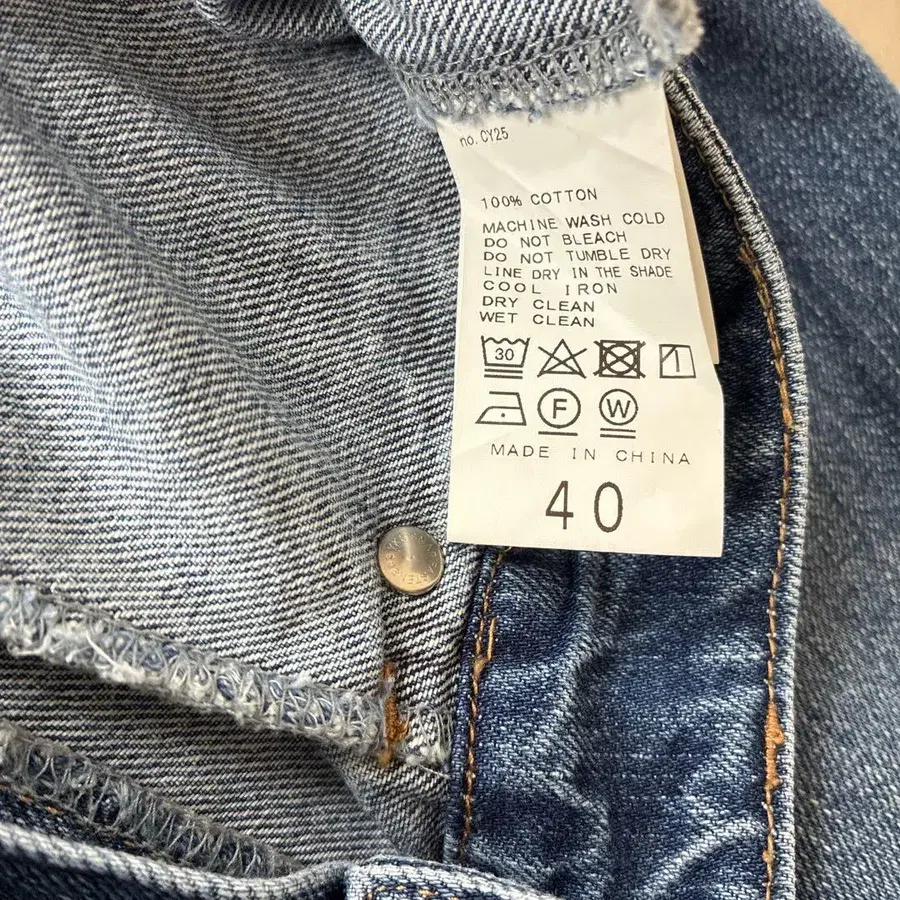 no. CY25
100% COTTON
MACHINE WASH COLD
DO NOT BLEACH
DO NOT TUMBLE DRY
LINE DRY IN THE SHADE
COOL IRON
DRY CLEAN
WET CLEAN
30
F W
MADE IN CHINA
40